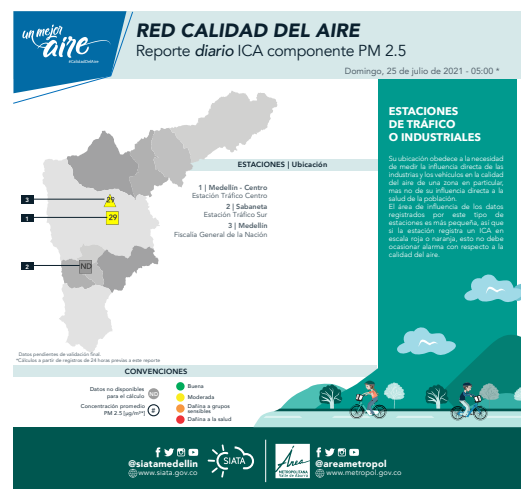 un mejor
aire
#CalidadDelAire
RED CALIDAD DEL AIRE
Reporte diario ICA componente PM 2.5
Domingo, 25 de julio de 2021 - 05:00 *
ESTACIONES
DE TRÁFICO
O INDUSTRIALES
Su ubicación obedece a la necesidad
de medir la influencia directa de las
industrias y los vehículos en la calidad
del aire de una zona en particular,
mas no de su influencia directa a la
salud de la población.
El área de influencia de los datos
registrados por este tipo de
estaciones es más pequeña, así que
si la estación registra un ICA en
escala roja o naranja, esto no debe
ocasionar alarma con respecto a la
calidad del aire.
ESTACIONES | Ubicación
1 | Medellín - Centro
Estación Tráfico Centro
2 | Sabaneta
Estación Tráfico Sur
3 | Medellín
Fiscalía General de la Nación
3
29
1
29
2
ND
Datos pendientes de validación final.
*Cálculos a partir de registros de 24 horas previas a este reporte
CONVENCIONES
Datos no disponibles
para el cálculo
ND
Concentración promedio
PM 2.5 (µg/m³*)
#
Buena
Moderada
Dañina a grupos
sensibles
Dañina a la salud
@siatamedellin
www.siata.gov.co
SIATA
Área
METROPOLITANA
Valle de Aburrá
@areametropol
www.metropol.gov.co